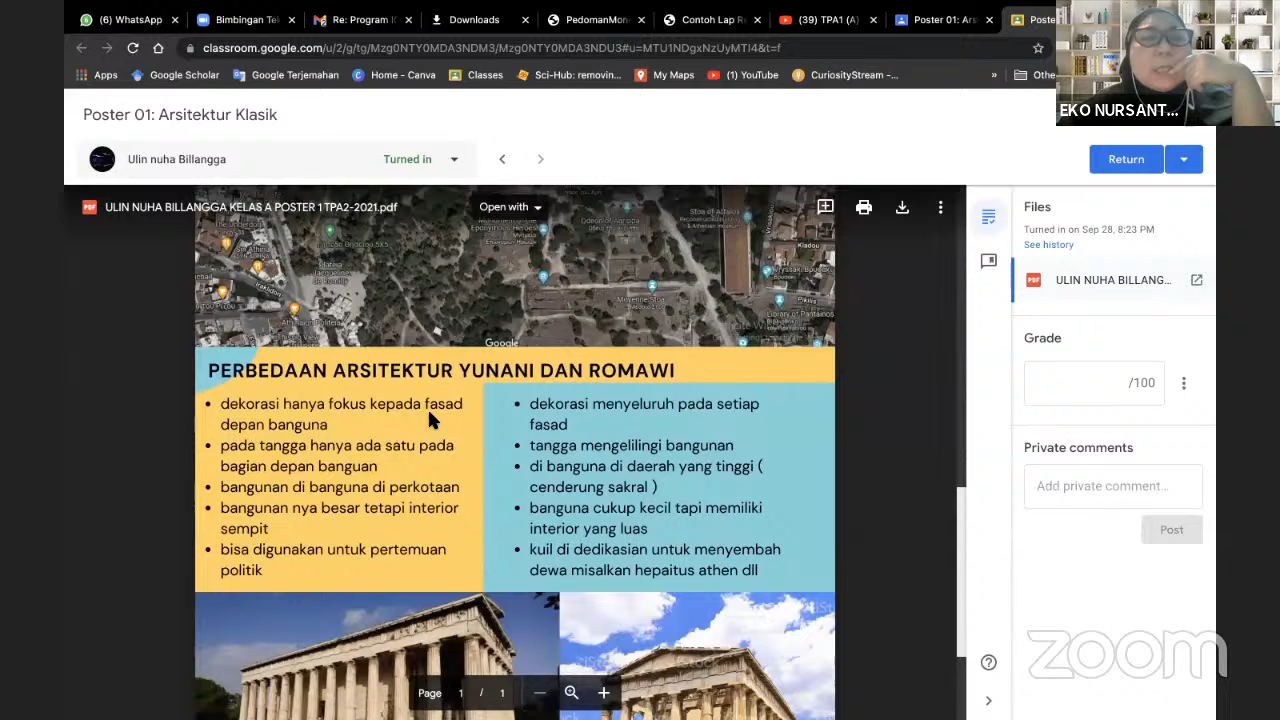 (6) WhatsApp
Bimbingan Tek
Re: Program K
Downloads
PedomanMon
Contoh Lap R
(39) TPA1 (A)
Poster 01: Ars
Poste
classroom.google.com/u/2/g/tg/Mzg0NTY0MDA3NDM3/Mzg0NTY0MDA3NDU3#u=MTU1NDgxNzUyMTI4&t=f
Apps
Google Scholar
Google Terjemahan
Home - Canva
Classes
Sci-Hub: removin...
My Maps
(1) YouTube
CuriosityStream -...
»
Othe
EKO NURSANT...
Poster 01: Arsitektur Klasik
Ulin nuha Billangga
Turned in
Return
ULIN NUHA BILLANGGA KELAS A POSTER 1 TPA2-2021.pdf
Open with
Google
PERBEDAAN ARSITEKTUR YUNANI DAN ROMAWI
• dekorasi hanya fokus kepada fasad
depan banguna
• pada tangga hanya ada satu pada
bagian depan banguan
• bangunan di banguna di perkotaan
• bangunan nya besar tetapi interior
sempit
• bisa digunakan untuk pertemuan
politik
• dekorasi menyeluruh pada setiap
fasad
• tangga mengelilingi bangunan
• di banguna di daerah yang tinggi (
cenderung sakral )
• banguna cukup kecil tapi memiliki
interior yang luas
• kuil di dedikasian untuk menyembah
dewa misalkan hepaitus athen dll
Page 1 / 1
Files
Turned in on Sep 28, 8:23 PM
See history
PDF
ULIN NUHA BILLANG...
Grade
/100
Private comments
Add private comment...
Post
zoom